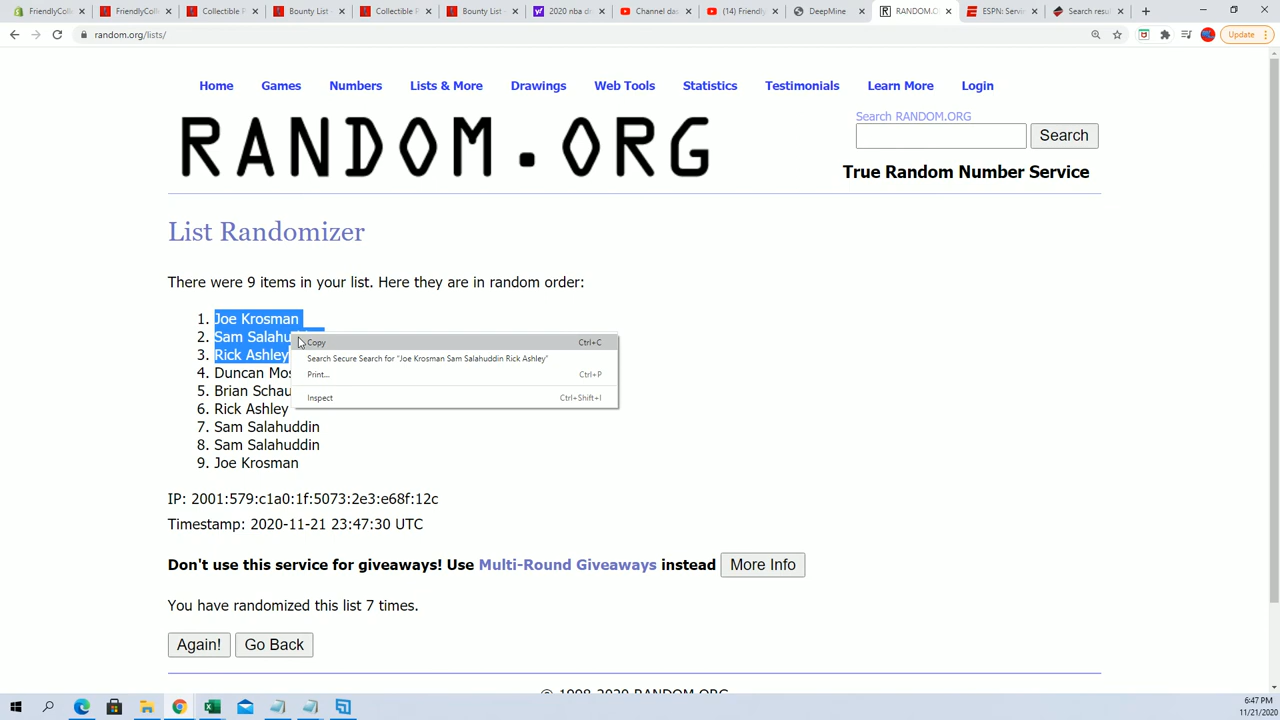 FriendlyColl
FriendlyColl
Collectible P
Bounty List
Collectible P
Bounty List
2020 nba d
Channel das
(14) Friendly
DeepMine
RANDOM.O
ESPN: Servi
Search resu
random.org/lists/
Update
Home
Games
Numbers
Lists & More
Drawings
Web Tools
Statistics
Testimonials
Learn More
Login
RANDOM.ORG
Search RANDOM.ORG
Search
True Random Number Service
List Randomizer
There were 9 items in your list. Here they are in random order:
1. Joe Krosman
2. Sam Salahu
3. Rick Ashley
4. Duncan Mos
5. Brian Schau
6. Rick Ashley
7. Sam Salahuddin
8. Sam Salahuddin
9. Joe Krosman
Copy Ctrl+C
Search Secure Search for "Joe Krosman Sam Salahuddin Rick Ashley"
Print... Ctrl+P
Inspect Ctrl+Shift+I
IP: 2001:579:c1a0:1f:5073:2e3:e68f:12c
Timestamp: 2020-11-21 23:47:30 UTC
Don't use this service for giveaways! Use Multi-Round Giveaways instead More Info
You have randomized this list 7 times.
Again! Go Back
© 1998-2020 RANDOM.ORG
6:47 PM
11/21/2020